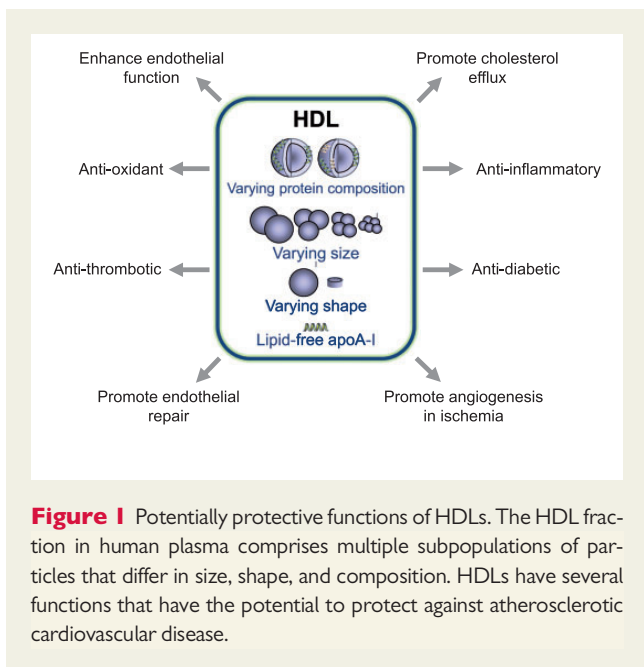 Enhance endothelial
function
Promote cholesterol
efflux
HDL
Anti-oxidant
Anti-inflammatory
Varying protein composition
Anti-thrombotic
Varying size
Anti-diabetic
Varying shape
Lipid-free apoA-I
Promote endothelial
repair
Promote angiogenesis
in ischemia
Figure 1 Potentially protective functions of HDLs. The HDL frac-
tion in human plasma comprises multiple subpopulations of par-
ticles that differ in size, shape, and composition. HDLs have several
functions that have the potential to protect against atherosclerotic
cardiovascular disease.